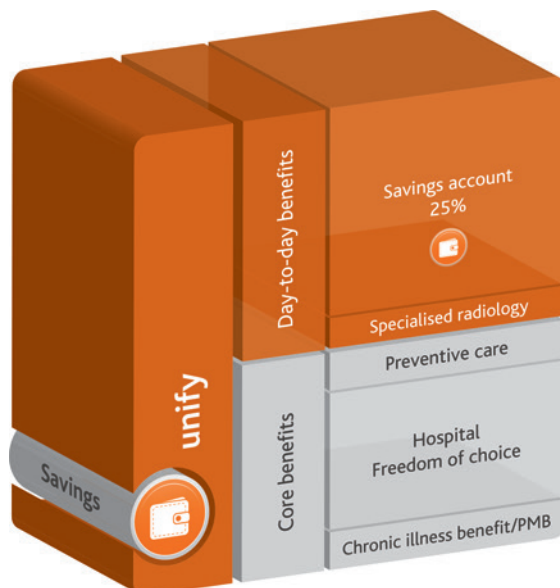 Savings
unify
Day-to-day benefits
Savings account
25%
Specialised radiology
Core benefits
Preventive care
Hospital
Freedom of choice
Chronic illness benefit/PMB